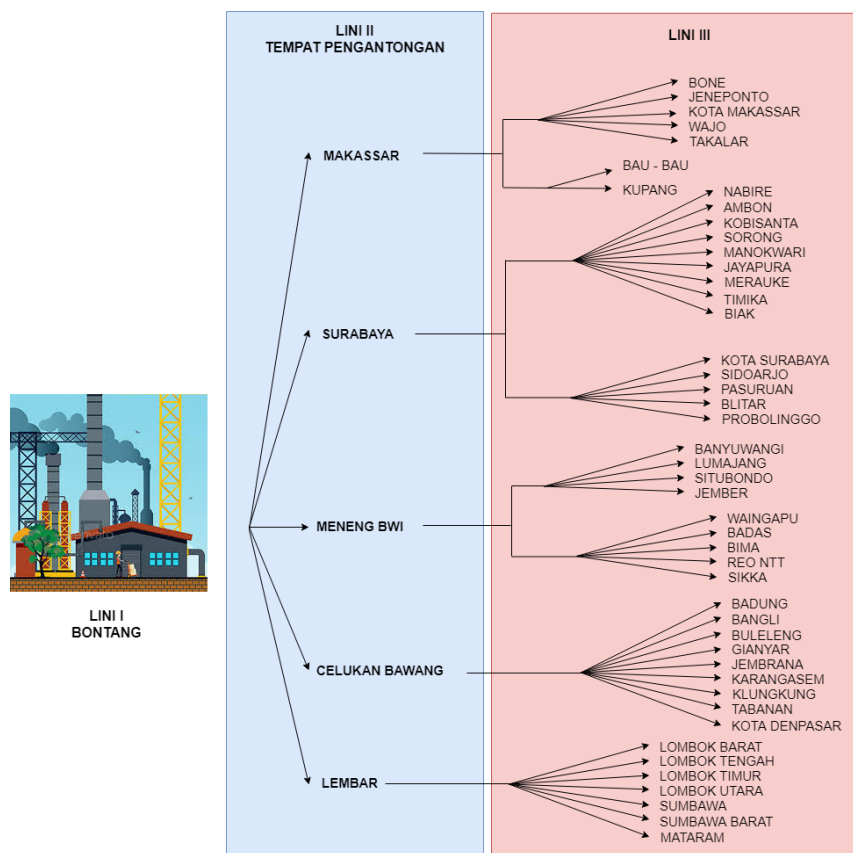 LINI II
TEMPAT PENGANTONGAN
LINI III
LINI I
BONTANG
MAKASSAR
BONE
JENEPONTO
KOTA MAKASSAR
WAJO
TAKALAR
BAU - BAU
KUPANG
SURABAYA
NABIRE
AMBON
KOBISANTA
SORONG
MANOKWARI
JAYAPURA
MERAUKE
TIMIKA
BIAK
KOTA SURABAYA
SIDOARJO
PASURUAN
BLITAR
PROBOLINGGO
MENENG BWI
BANYUWANGI
LUMAJANG
SITUBONDO
JEMBER
WAINGAPU
BADAS
BIMA
REO NTT
SIKKA
CELUKAN BAWANG
BADUNG
BANGLI
BULELENG
GIANYAR
JEMBRANA
KARANGASEM
KLUNGKUNG
TABANAN
KOTA DENPASAR
LEMBAR
LOMBOK BARAT
LOMBOK TENGAH
LOMBOK TIMUR
LOMBOK UTARA
SUMBAWA
SUMBAWA BARAT
MATARAM